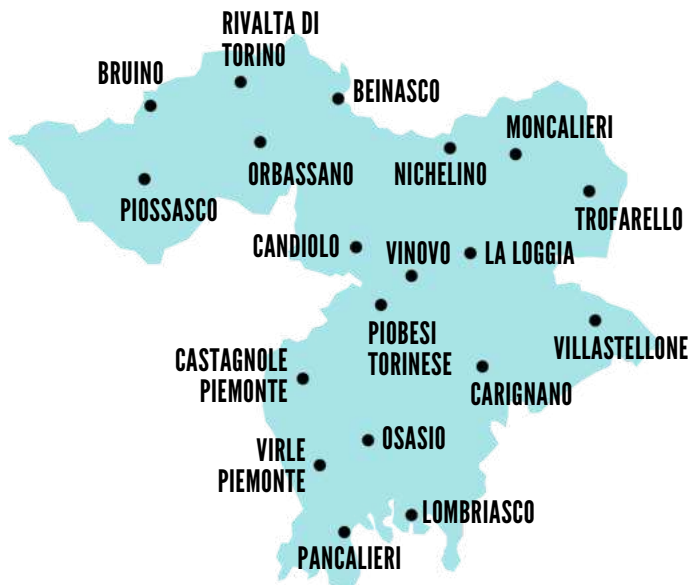 RIVALTA DI
TORINO
BRUINO
BEINASCO
MONCALIERI
ORBASSANO
NICHELINO
PIOSSASCO
TROFARELLO
CANDIOLO
VINOVO
LA LOGGIA
PIOBESI
TORINESE
VILLASTELLONE
CASTAGNOLE
PIEMONTE
CARIGNANO
OSASIO
VIRLE
PIEMONTE
LOMBRIASCO
PANCALIERI